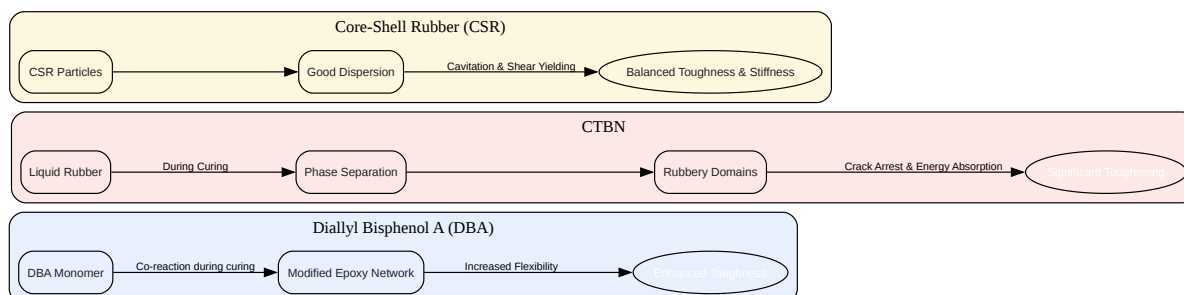 Core-Shell Rubber (CSR)
CSR Particles
Good Dispersion
Cavitation & Shear Yielding
Balanced Toughness & Stiffness
CTBN
Liquid Rubber
During Curing
Phase Separation
Rubbery Domains
Crack Arrest & Energy Absorption
Significant Toughening
Diallyl Bisphenol A (DBA)
DBA Monomer
Co-reaction during curing
Modified Epoxy Network
Increased Flexibility
Enhanced Toughness